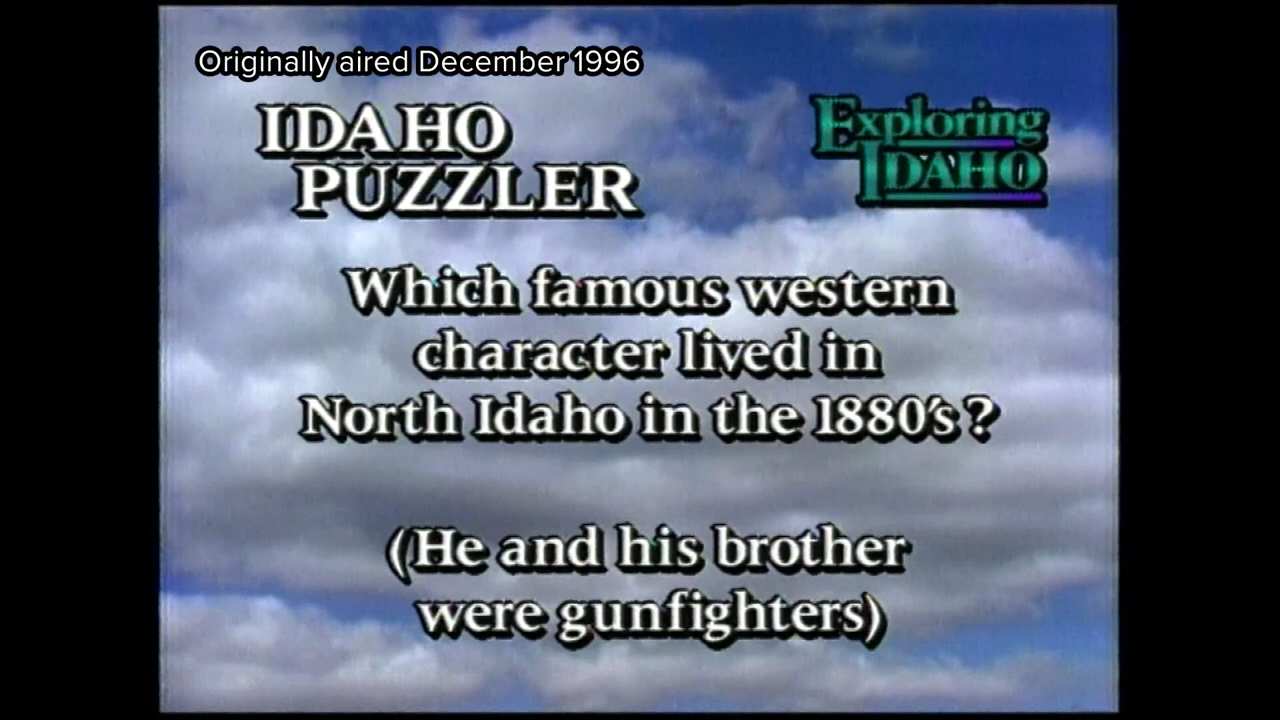 Originally aired December 1996
IDAHO
PUZZLER
Exploring
IDAHO
Which famous western
character lived in
North Idaho in the 1880's?
(He and his brother
were gunfighters)